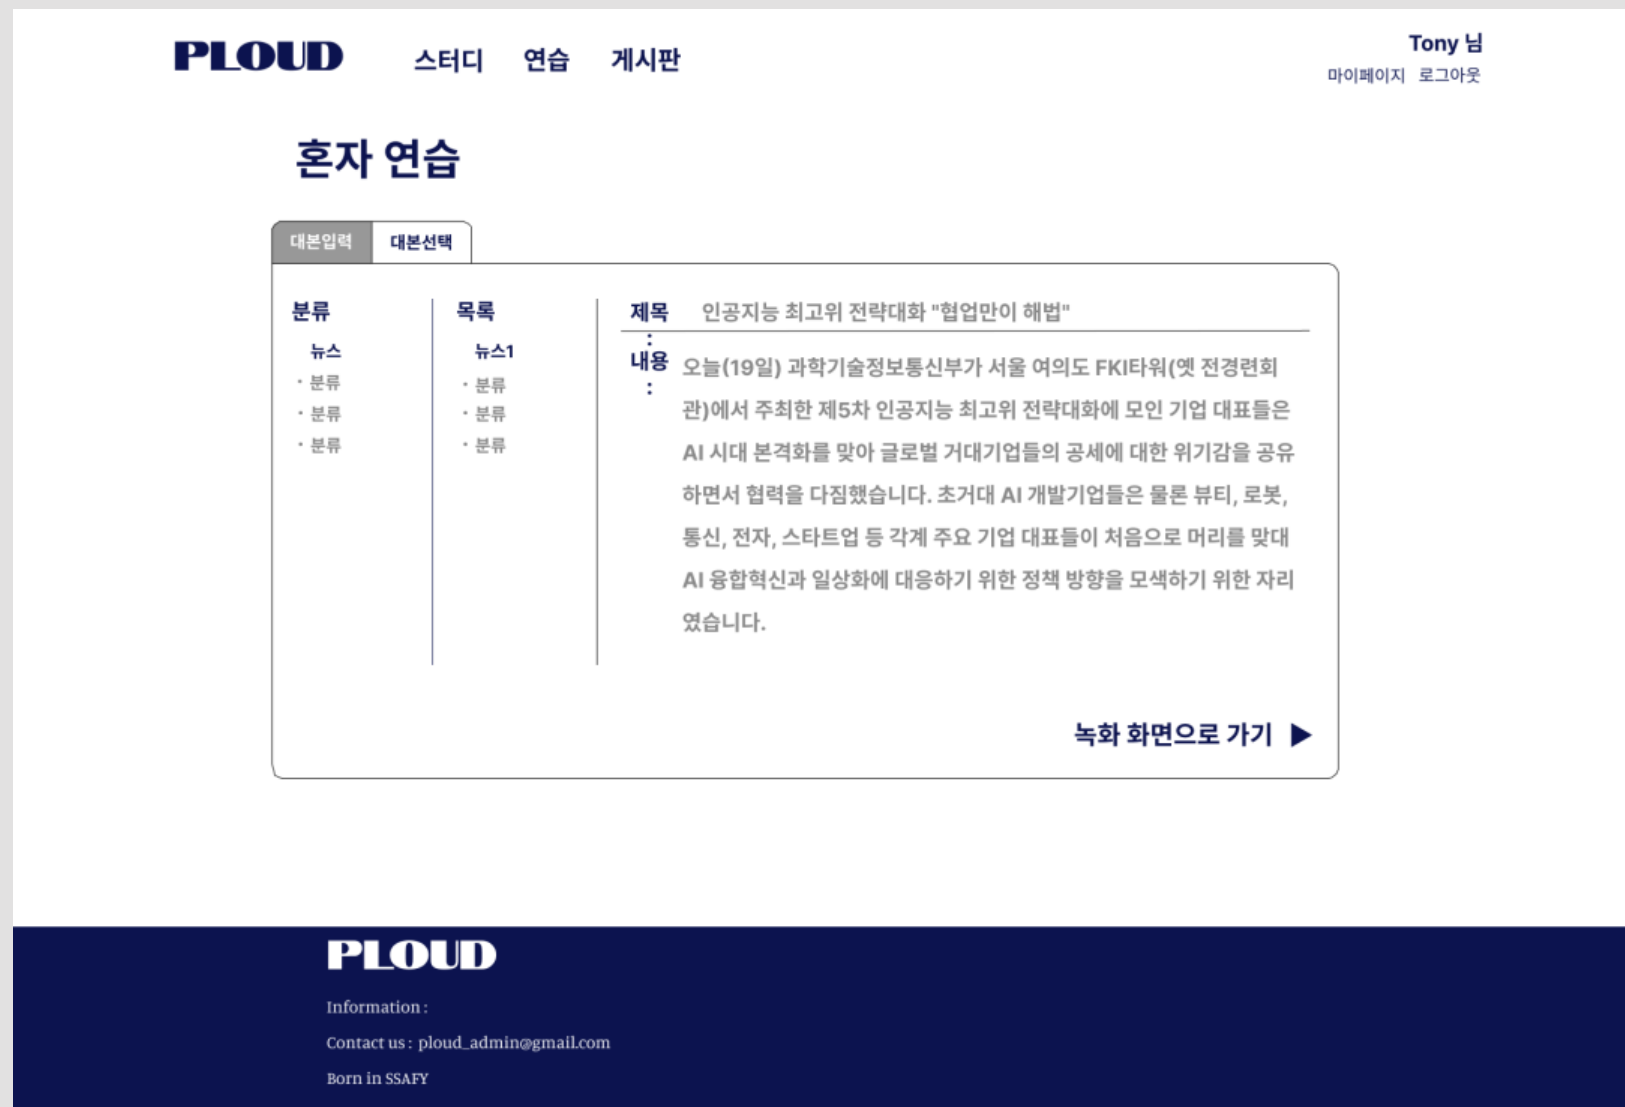 PLOUD 스터디 연습 게시판
Tony 님
마이페이지 로그아웃
혼자 연습
대본입력 대본선택
분류
뉴스
· 분류
· 분류
· 분류
목록
뉴스1
· 분류
· 분류
· 분류
제목 : 인공지능 최고위 전략대화 "협업만이 해법"
내용 : 오늘(19일) 과학기술정보통신부가 서울 여의도 FKI타워(옛 전경련회
관)에서 주최한 제5차 인공지능 최고위 전략대화에 모인 기업 대표들은
AI 시대 본격화를 맞아 글로벌 거대기업들의 공세에 대한 위기감을 공유
하면서 협력을 다짐했습니다. 초거대 AI 개발기업들은 물론 뷰티, 로봇,
통신, 전자, 스타트업 등 각계 주요 기업 대표들이 처음으로 머리를 맞대
AI 융합혁신과 일상화에 대응하기 위한 정책 방향을 모색하기 위한 자리
였습니다.
녹화 화면으로 가기 ▶
PLOUD
Information :
Contact us : ploud_admin@gmail.com
Born in SSAFY